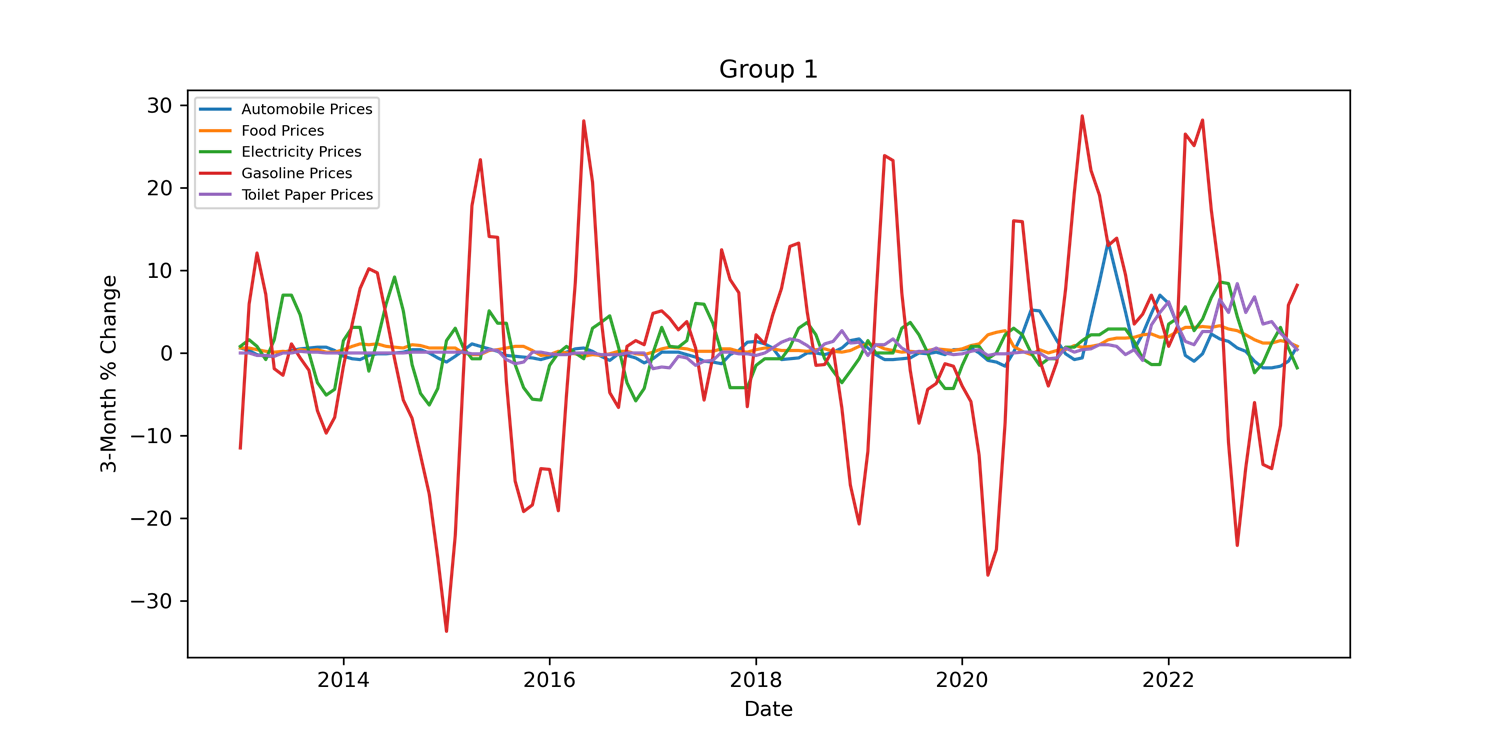 Group 1
Automobile Prices
Food Prices
Electricity Prices
Gasoline Prices
Toilet Paper Prices
3-Month % Change
30
20
10
0
−10
−20
−30
2014 2016 2018 2020 2022
Date